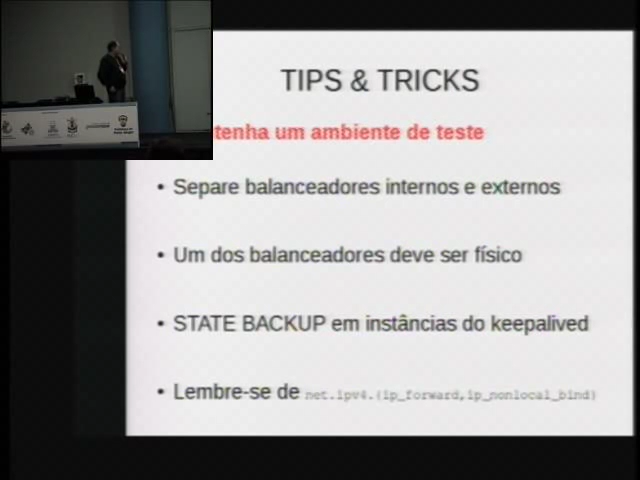 TIPS & TRICKS
tenha um ambiente de teste
• Separe balanceadores internos e externos
• Um dos balanceadores deve ser físico
• STATE BACKUP em instâncias do keepalived
• Lembre-se de net.ipv4.(ip_forward,ip_nonlocal_bind)